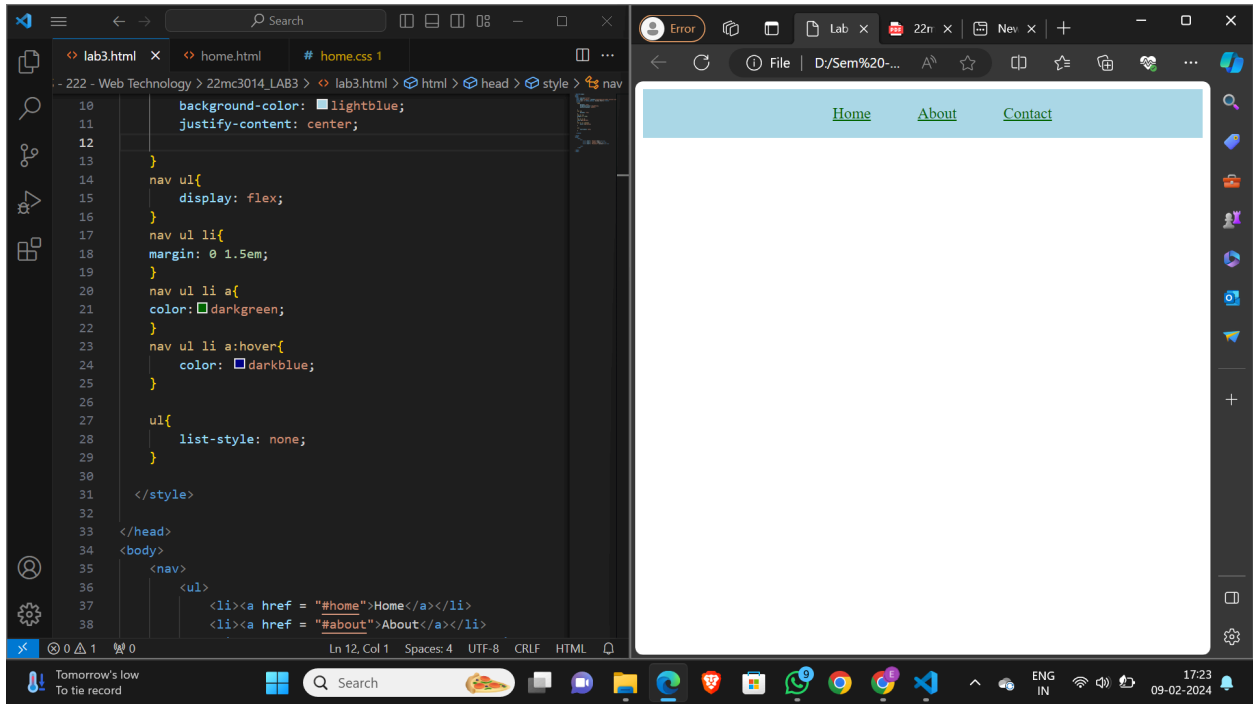 Search
lab3.html
home.html
# home.css 1
- 222 - Web Technology > 22mc3014_LAB3 > lab3.html > html > head > style > nav
10 background-color: lightblue;
11 justify-content: center;
12
13 }
14 nav ul{
15 display: flex;
16 }
17 nav ul li{
18 margin: 0 1.5em;
19 }
20 nav ul li a{
21 color: darkgreen;
22 }
23 nav ul li a:hover{
24 color: darkblue;
25 }
26
27 ul{
28 list-style: none;
29 }
30
31 </style>
32
33 </head>
34 <body>
35 <nav>
36 <ul>
37 <li><a href = "#home">Home</a></li>
38 <li><a href = "#about">About</a></li>
0 1 0 Ln 12, Col 1 Spaces: 4 UTF-8 CRLF HTML
Error
Lab
22m
Nev
File D:/Sem%20-...
Home About Contact
Tomorrow's low
To tie record
Search
9
E
ENG
IN
17:23
09-02-2024